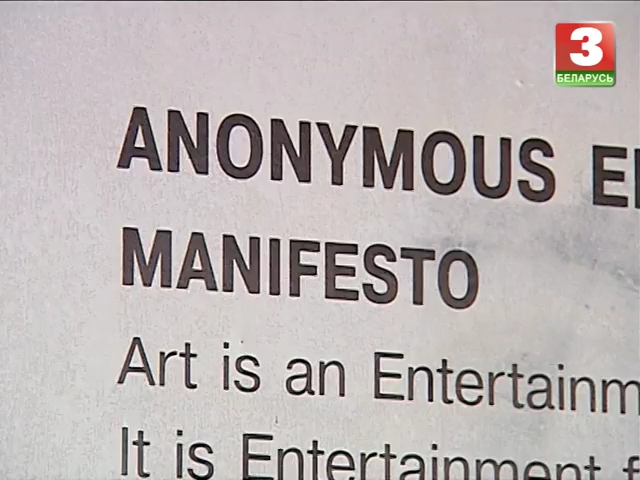 3
БЕЛАРУСЬ
ANONYMOUS
MANIFESTO
Art is an
It is Entertainment